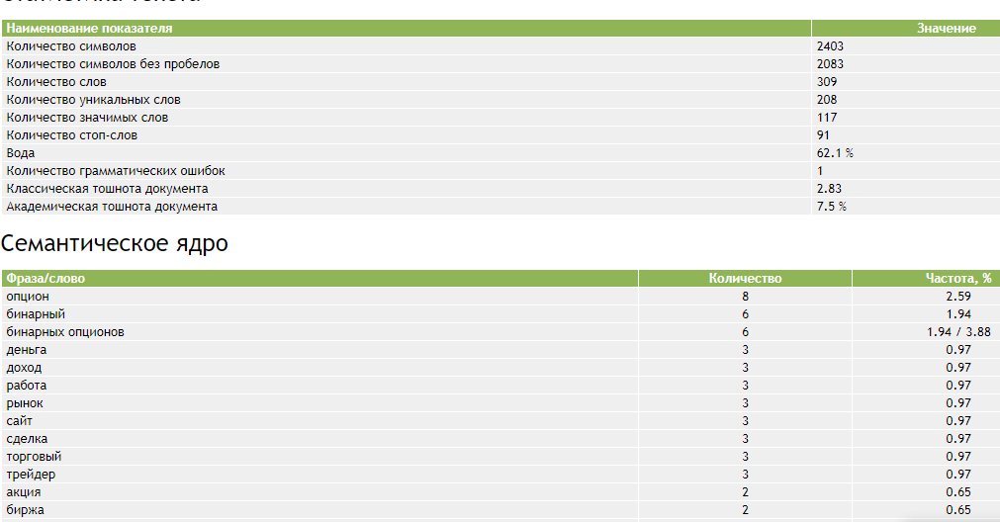 Наименование показателя Значение
Количество символов 2403
Количество символов без пробелов 2083
Количество слов 309
Количество уникальных слов 208
Количество значимых слов 117
Количество стоп-слов 91
Вода 62.1 %
Количество грамматических ошибок 1
Классическая тошнота документа 2.83
Академическая тошнота документа 7.5 %
Семантическое ядро
Фраза/слово Количество Частота, %
опцион 8 2.59
бинарный 6 1.94
бинарных опционов 6 1.94 / 3.88
деньга 3 0.97
доход 3 0.97
работа 3 0.97
рынок 3 0.97
сайт 3 0.97
сделка 3 0.97
торговый 3 0.97
трейдер 3 0.97
акция 2 0.65
биржа 2 0.65